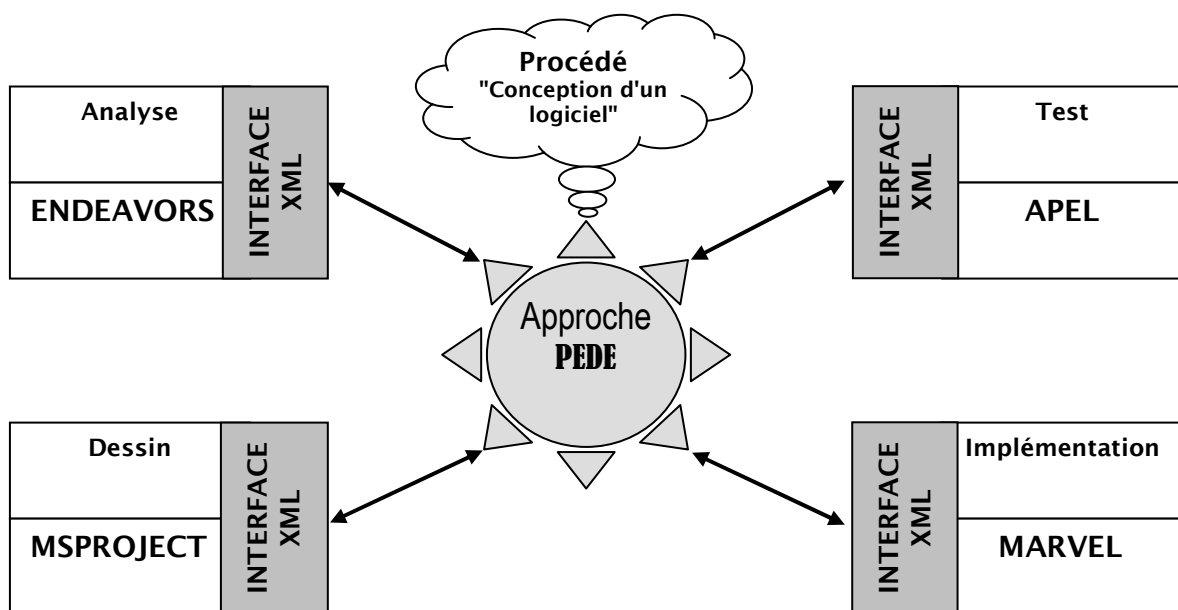 Procédé
"Conception d'un
logiciel"
Analyse
ENDEAVORS
INTERFACE
XML
Test
APEL
INTERFACE
XML
Approche
PEDE
Dessin
MSPROJECT
INTERFACE
XML
Implémentation
MARVEL
INTERFACE
XML